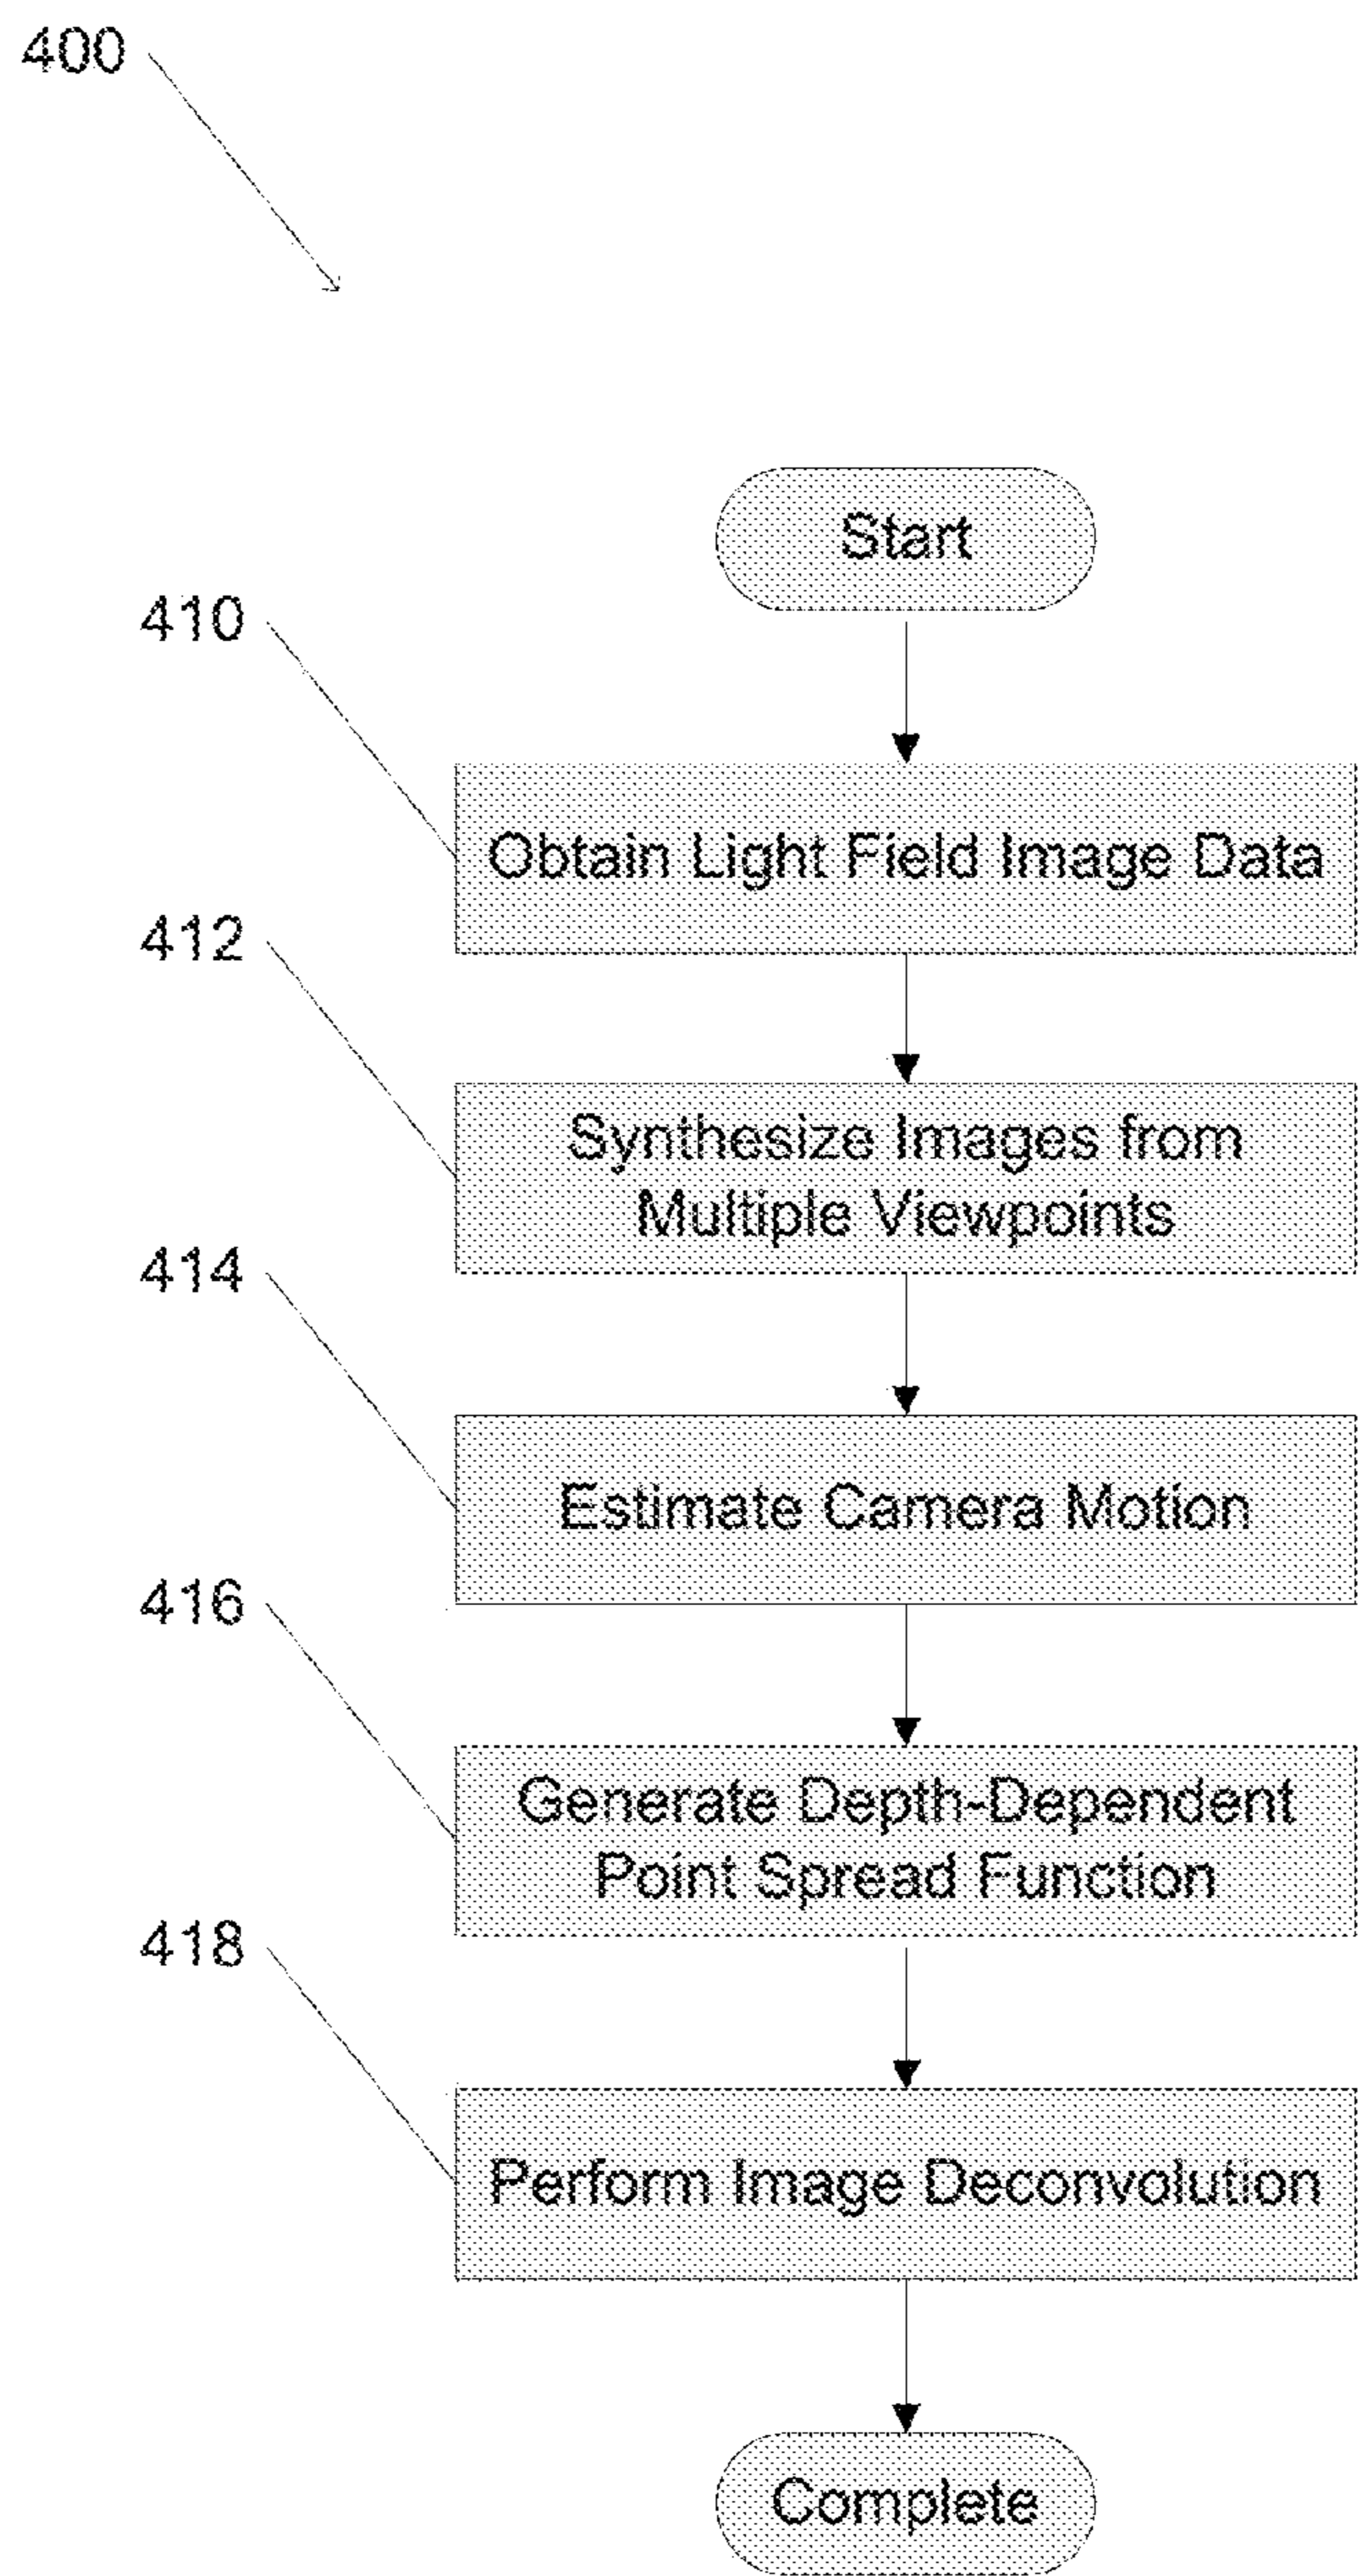 400
Start
410
Obtain Light Field Image Data
412
Synthesize Images from
Multiple Viewpoints
414
Estimate Camera Motion
416
Generate Depth-Dependent
Point Spread Function
418
Perform Image Deconvolution
Complete